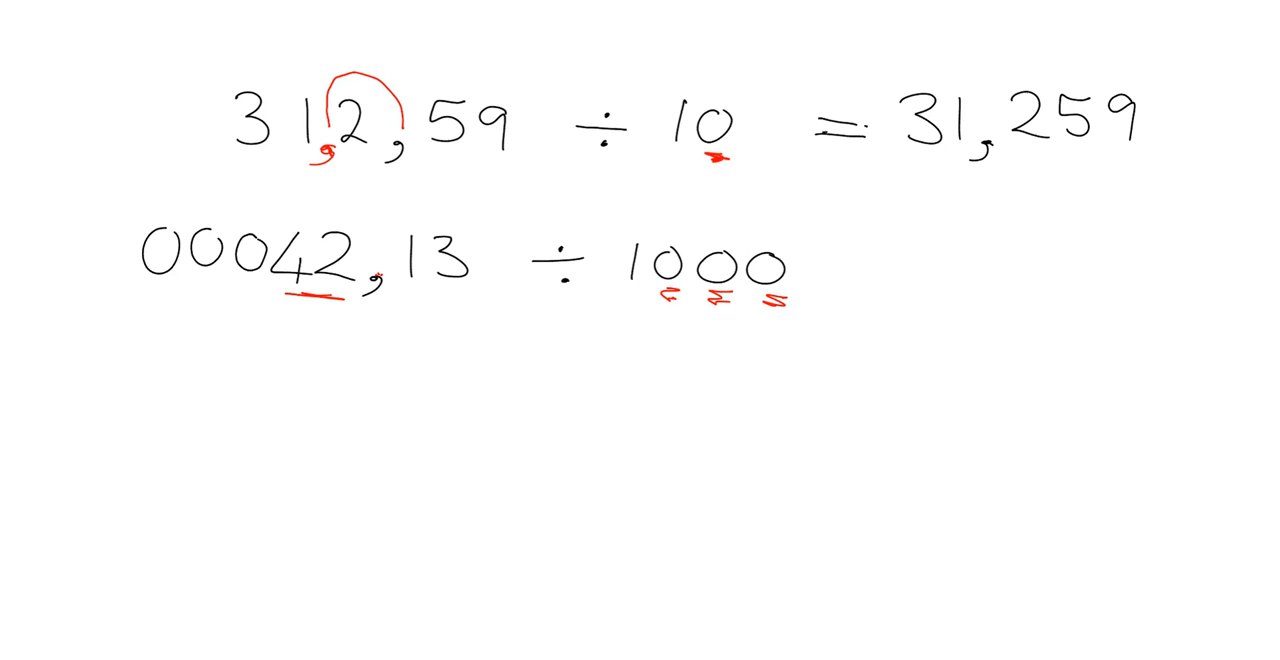 312,59 ÷ 10 = 31,259
00042,13 ÷ 1000